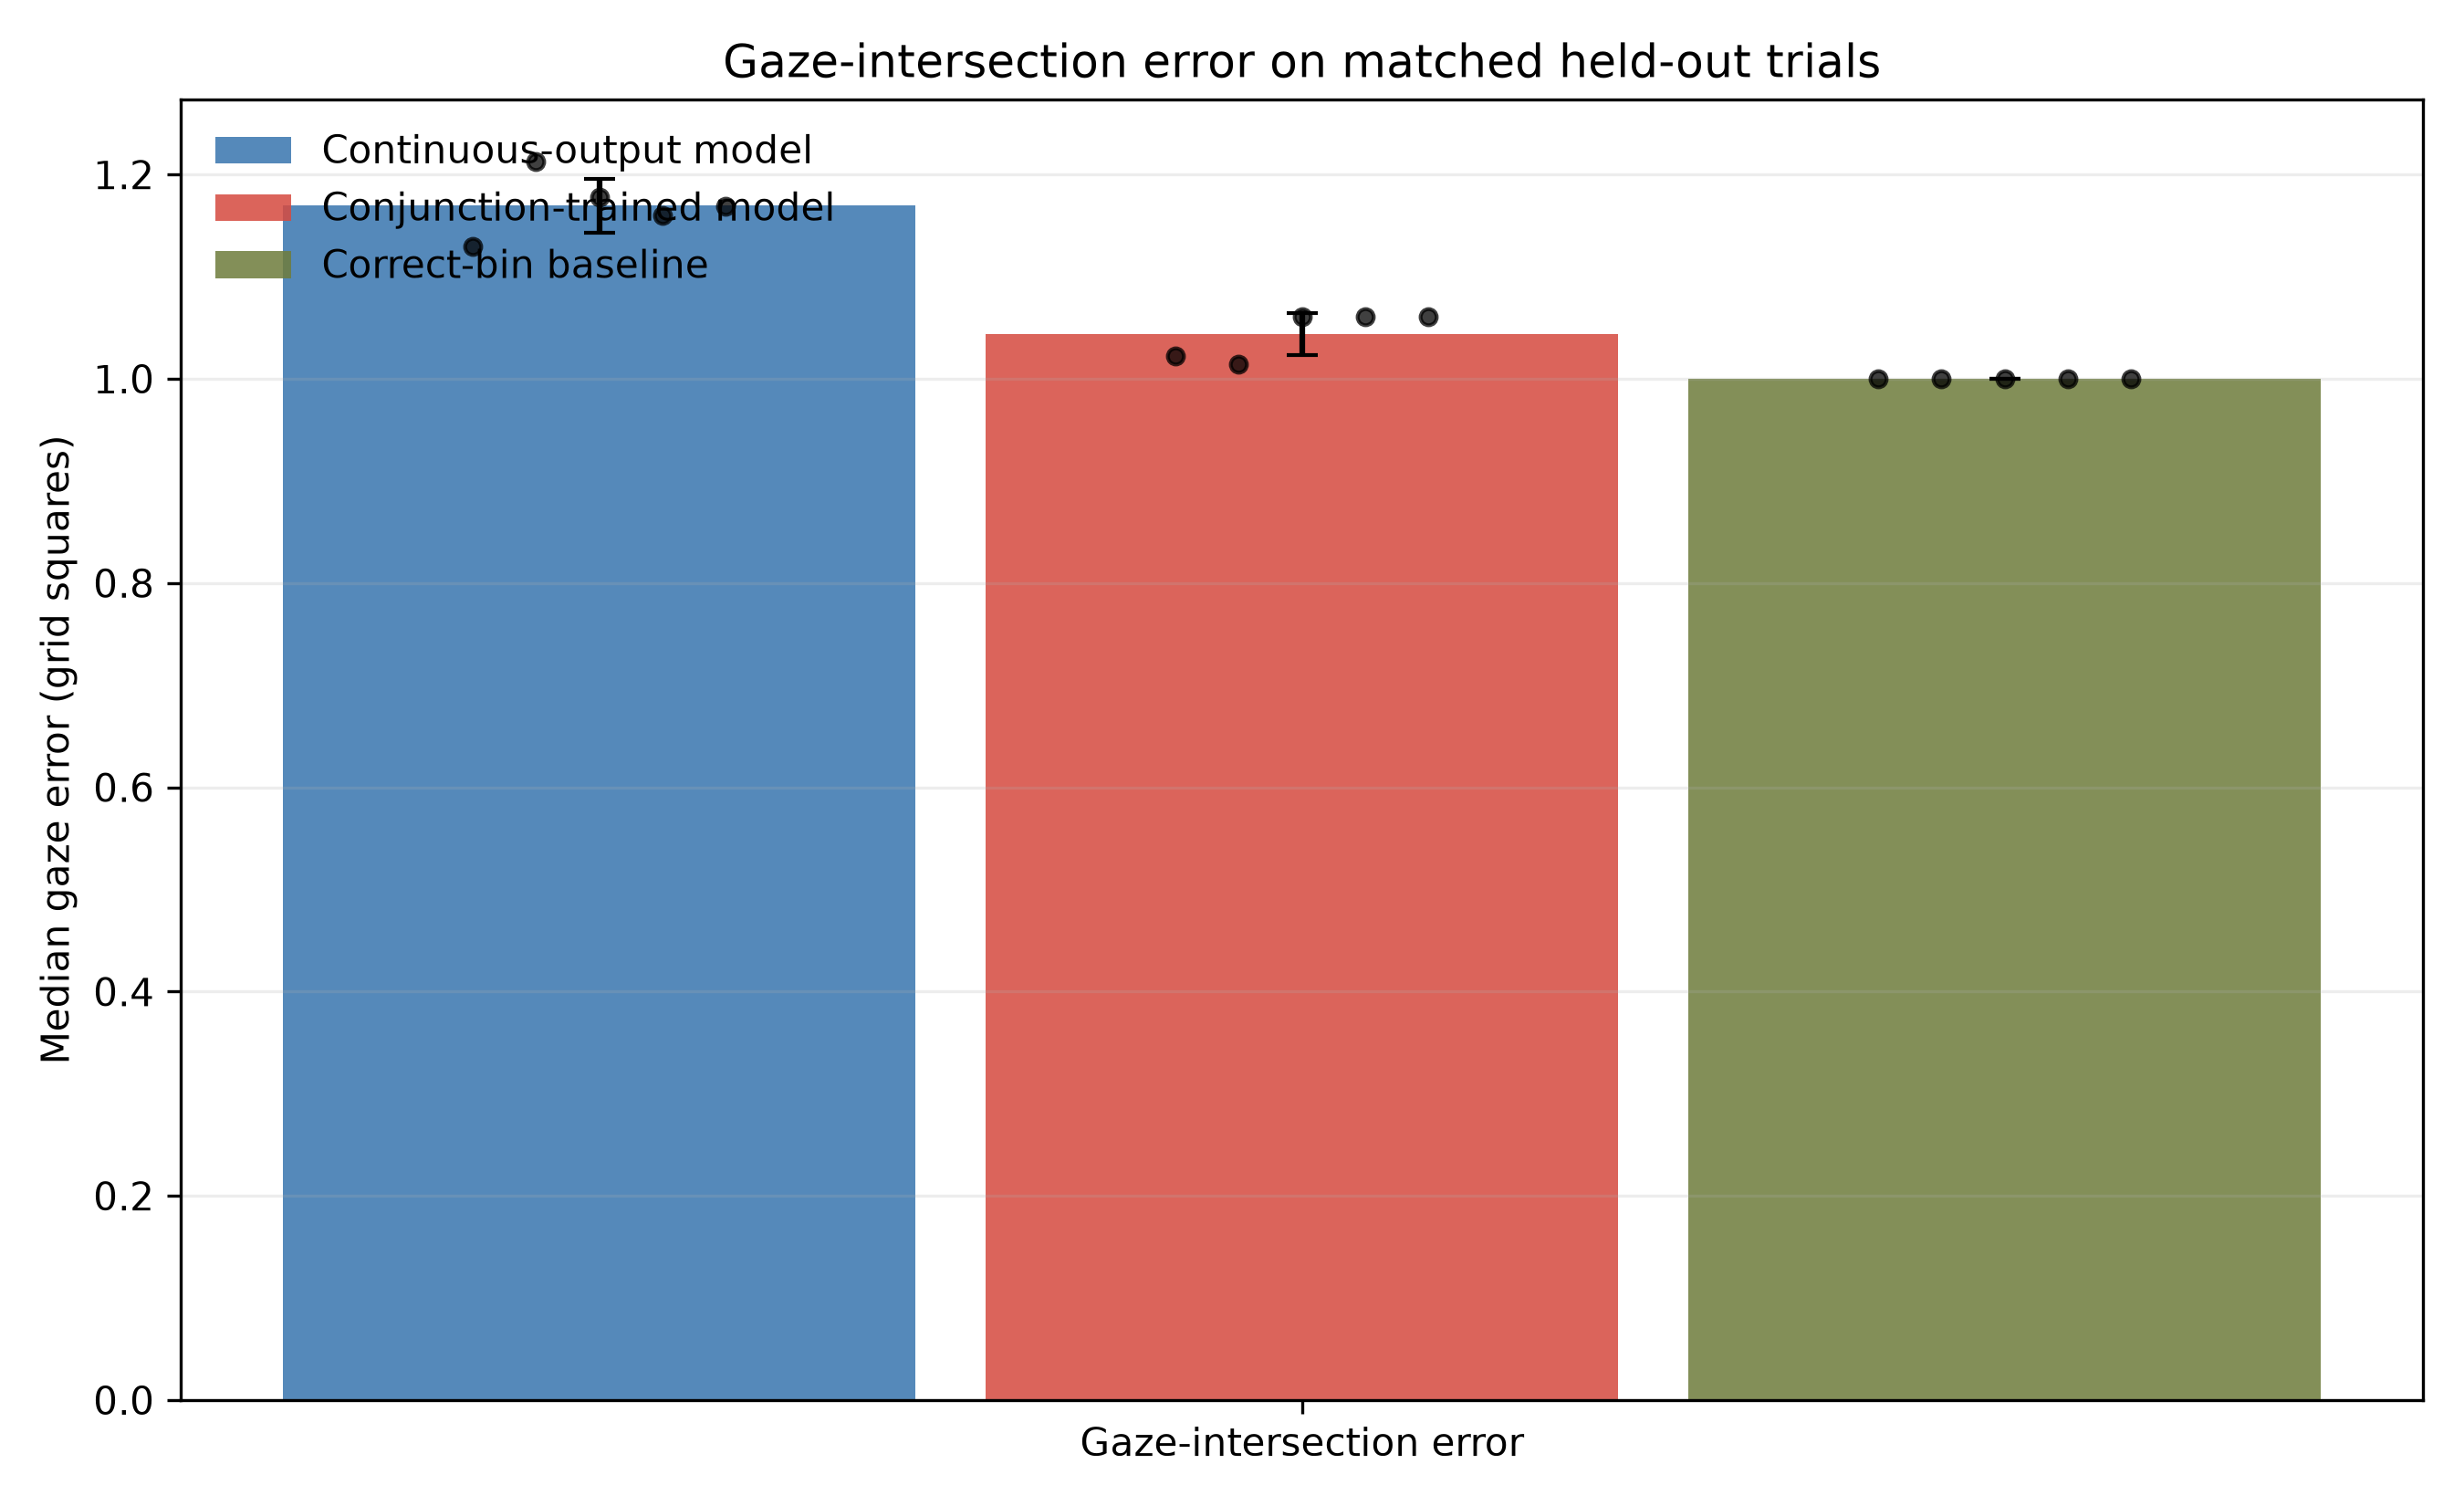 Gaze-intersection error on matched held-out trials
Continuous-output model
Conjunction-trained model
Correct-bin baseline
Median gaze error (grid squares)
1.2
1.0
0.8
0.6
0.4
0.2
0.0
Gaze-intersection error